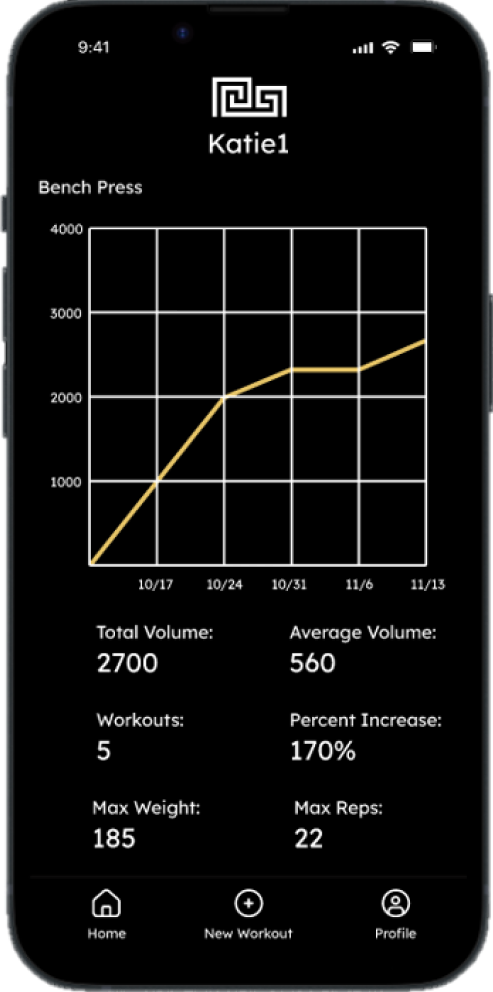 9:41
Katie1
Bench Press
4000
3000
2000
1000
10/17 10/24 10/31 11/6 11/13
Total Volume: Average Volume:
2700 560
Workouts: Percent Increase:
5 170%
Max Weight: Max Reps:
185 22
Home New Workout Profile